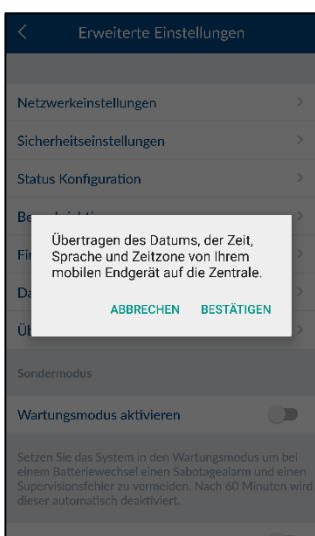 Erweiterte Einstellungen
Netzwerkeinstellungen
Sicherheitseinstellungen
Status Konfiguration
Übertragen des Datums, der Zeit,
Sprache und Zeitzone von Ihrem
mobilen Endgerät auf die Zentrale.
ABBRECHEN BESTÄTIGEN
Sondermodus
Wartungsmodus aktivieren
Setzen Sie das System in den Wartungsmodus um bei
einem Batteriewechsel einen Sabotagealarm und einen
Supervisionsfehler zu vermeiden. Nach 60 Minuten wird
dieser automatisch deaktiviert.